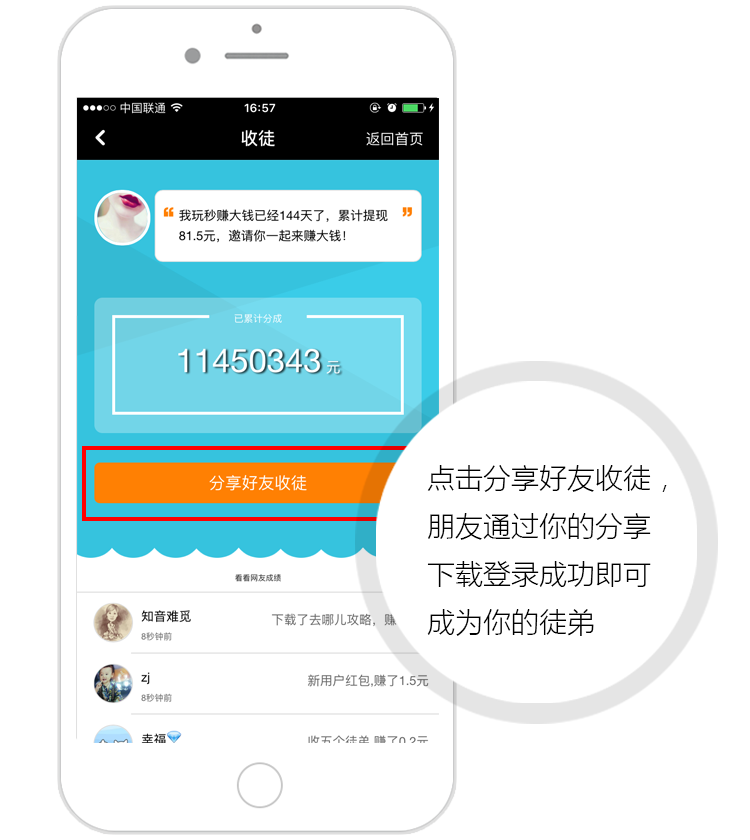 中国联通 16:57
收徒 返回首页
“ 我玩秒赚大钱已经144天了，累计提现 ”
81.5元，邀请你一起来赚大钱！
已累计分成
11450343 元
分享好友收徒
点击分享好友收徒，
朋友通过你的分享
下载登录成功即可
成为你的徒弟
看看网友成绩
知音难觅 下载了去哪儿攻略，赚
8秒钟前
zj 新用户红包,赚了1.5元
8秒钟前
幸福 收五个徒弟,赚了0.2元